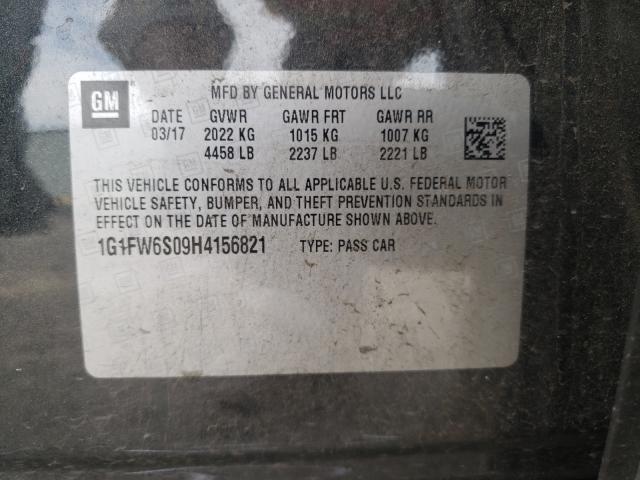 GM
MFD BY GENERAL MOTORS LLC
DATE GVWR GAWR FRT GAWR RR
03/17 2022 KG 1015 KG 1007 KG
4458 LB 2237 LB 2221 LB
THIS VEHICLE CONFORMS TO ALL APPLICABLE U.S. FEDERAL MOTOR
VEHICLE SAFETY, BUMPER, AND THEFT PREVENTION STANDARDS IN
EFFECT ON THE DATE OF MANUFACTURE SHOWN ABOVE.
1G1FW6S09H4156821 TYPE: PASS CAR